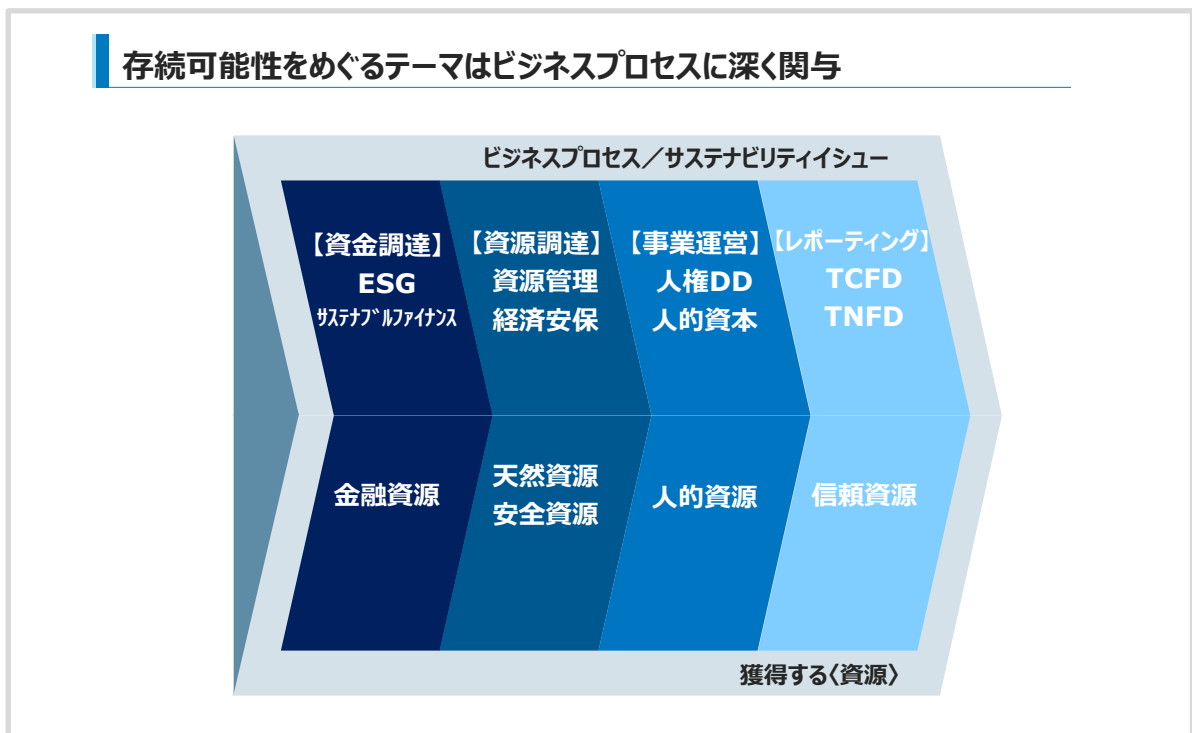 存続可能性をめぐるテーマはビジネスプロセスに深く関与
ビジネスプロセス／サステナビリティイシュー
【資金調達】
ESG
ｻｽﾃﾅﾌﾞﾙﾌｧｲﾅﾝｽ
【資源調達】
資源管理
経済安保
【事業運営】
人権DD
人的資本
【レポーティング】
TCFD
TNFD
金融資源
天然資源
安全資源
人的資源
信頼資源
獲得する〈資源〉